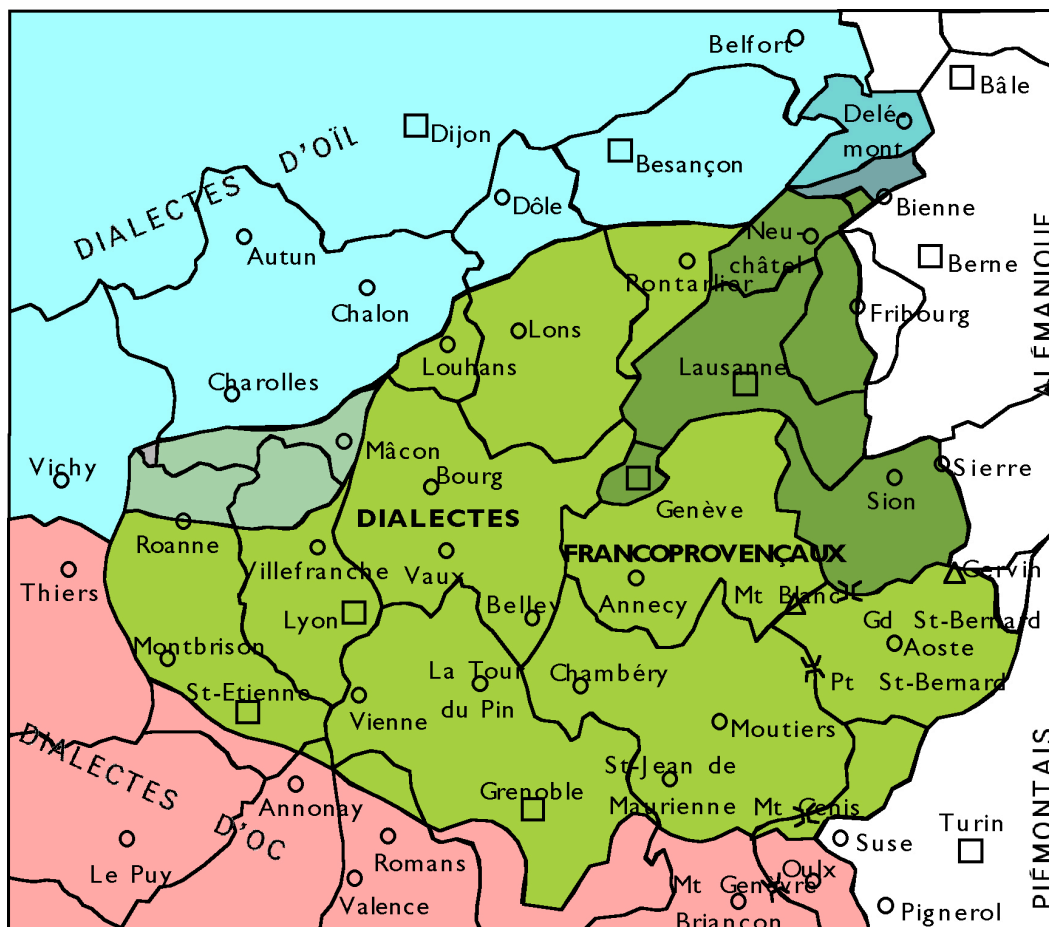 Belfort
Bâle
Delé-
mont
Dijon
Besançon
DIALECTES D'OÏL
Dôle
Bienne
Neu-
châtel
Autun
Berne
Pontarlier
Chalon
Fribourg
Lons
Louhans
ALÉMANIQUE
Lausanne
Charolles
Mâcon
Vichy
Bourg
Sierre
Sion
Genève
DIALECTES
FRANCOPROVENÇAUX
Roanne
Villefranche
Vaux
Thiers
Cervin
Belley
Annecy
Mt Blanc
Lyon
Gd St-Bernard
Aoste
Montbrison
La Tour
du Pin
Chambéry
Pt St-Bernard
St-Etienne
Vienne
Moutiers
DIALECTES
D'OC
St-Jean de
Maurienne
Mt Cenis
Grenoble
Annonay
Turin
Suse
PIÉMONTAIS
Romans
Le Puy
Oulx
Mt Genèvre
Valence
Briançon
Pignerol